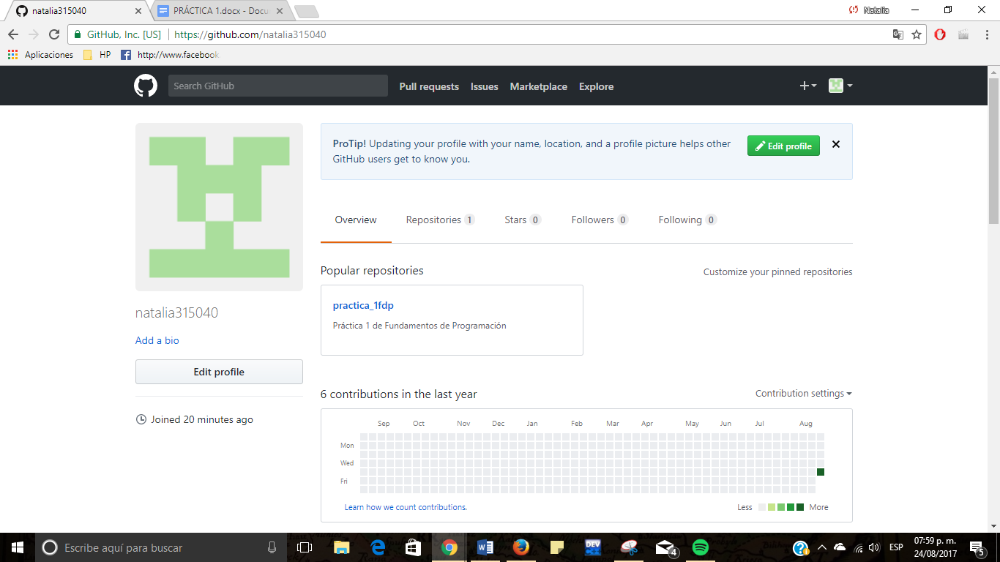 natalia315040
PRÁCTICA 1.docx - Docu
Natalia
GitHub, Inc. [US]
https://github.com/natalia315040
Aplicaciones
HP
http://www.facebook
Search GitHub
Pull requests
Issues
Marketplace
Explore
ProTip! Updating your profile with your name, location, and a profile picture helps other
GitHub users get to know you.
Edit profile
Overview
Repositories 1
Stars 0
Followers 0
Following 0
Popular repositories
Customize your pinned repositories
practica_1fdp
Práctica 1 de Fundamentos de Programación
natalia315040
Add a bio
Edit profile
Joined 20 minutes ago
6 contributions in the last year
Contribution settings
Sep Oct Nov Dec Jan Feb Mar Apr May Jun Jul Aug
Mon
Wed
Fri
Learn how we count contributions.
Less
More
Escribe aquí para buscar
DEV
4
ESP
07:59 p. m.
24/08/2017
5